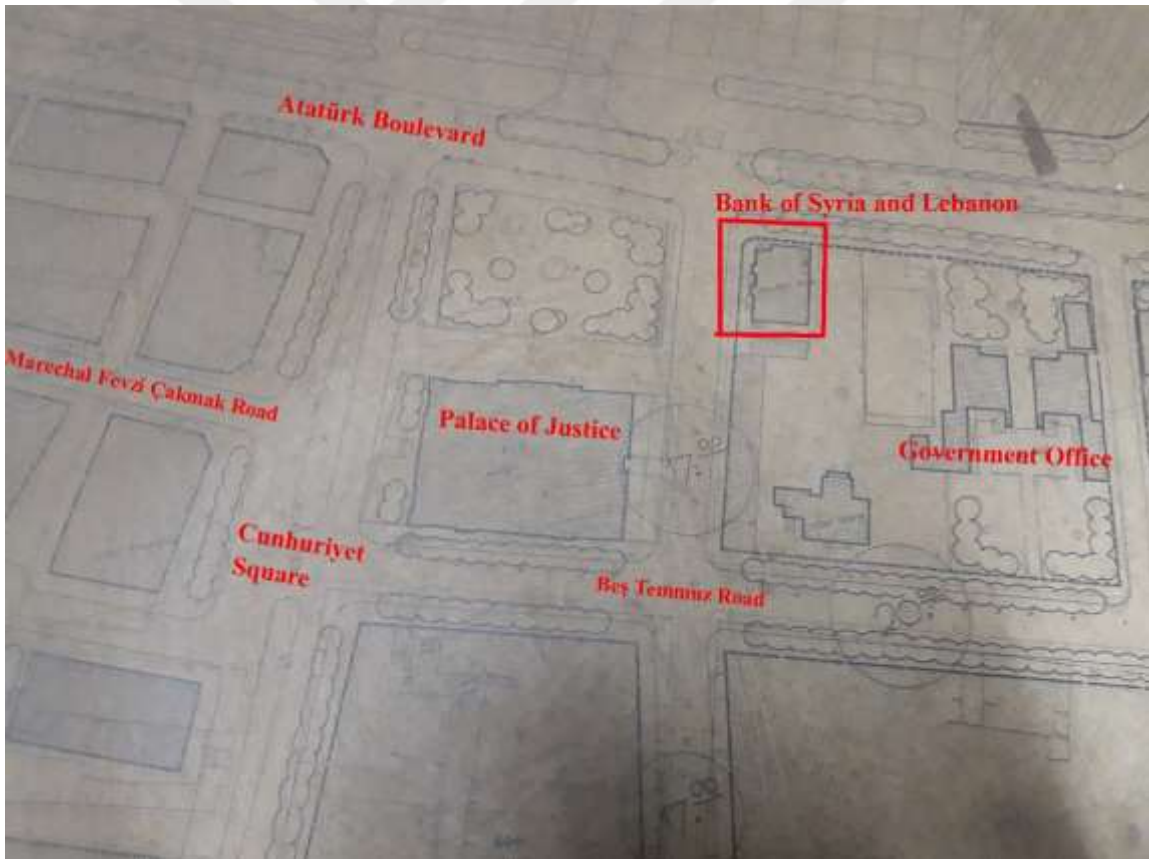 Atatürk Boulevard
Bank of Syria and Lebanon
Marechal Fevzi Çakmak Road
Palace of Justice
Government Office
Cunhuriyet
Square
Beş Temmuz Road